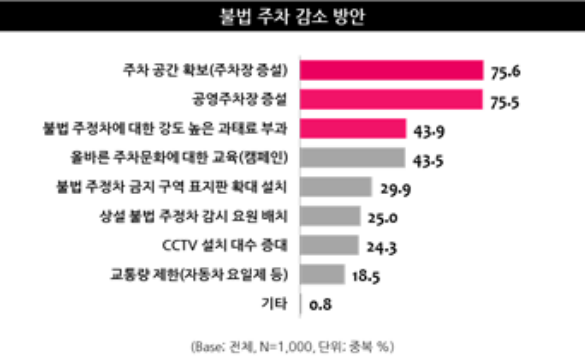 불법 주차 감소 방안
주차 공간 확보(주차장 증설) 75.6
공영주차장 증설 75.5
불법 주정차에 대한 강도 높은 과태료 부과 43.9
올바른 주차문화에 대한 교육(캠페인) 43.5
불법 주정차 금지 구역 표지판 확대 설치 29.9
상설 불법 주정차 감시 요원 배치 25.0
CCTV 설치 대수 증대 24.3
교통량 제한(자동차 요일제 등) 18.5
기타 0.8
(Base: 전체, N=1,000, 단위: 중복 %)